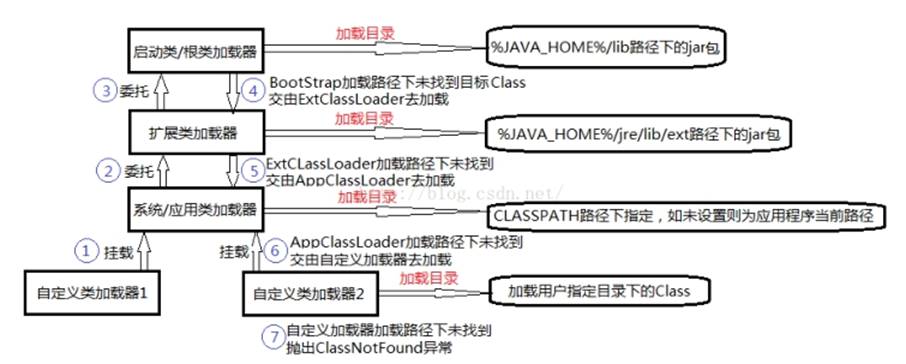 加载目录
启动类/根类加载器
%JAVA_HOME%/lib路径下的jar包
③ 委托
④ BootStrap加载路径下未找到目标Class
交由ExtClassLoader去加载
加载目录
扩展类加载器
%JAVA_HOME%/jre/lib/ext路径下的jar包
② 委托
⑤ ExtCLassLoader加载路径下未找到
交由AppClassLoader去加载
blog.csdn.net/
加载目录
系统/应用类加载器
CLASSPATH路径下指定，如未设置则为应用程序当前路径
① 挂载
挂载
⑥ AppClassLoader加载路径下未找到
交由自定义加载器去加载
加载目录
自定义类加载器1
自定义类加载器2
加载用户指定目录下的Class
⑦ 自定义加载器加载路径下未找到
抛出ClassNotFound异常